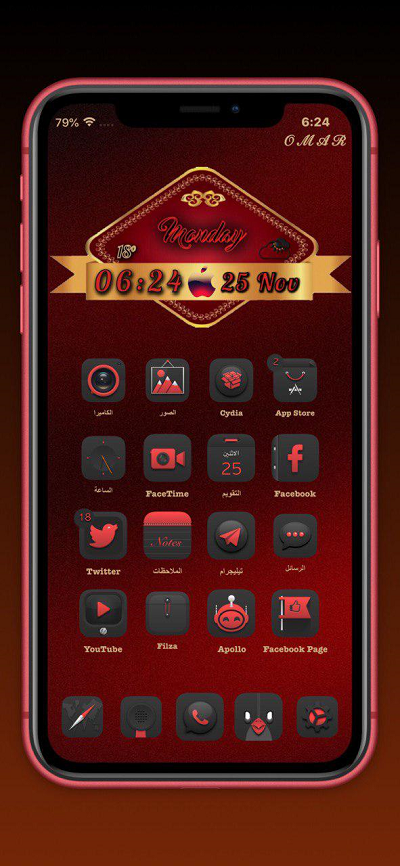 79%
6:24
OMAR
Monday
18°
06:24 25 Nov
2
الكاميرا
الصور
Cydia
App Store
الاثنين
25
الساعة
FaceTime
التقويم
Facebook
18
Notes
Twitter
الملاحظات
تيليجرام
الرسائل
YouTube
Filza
Apollo
Facebook Page